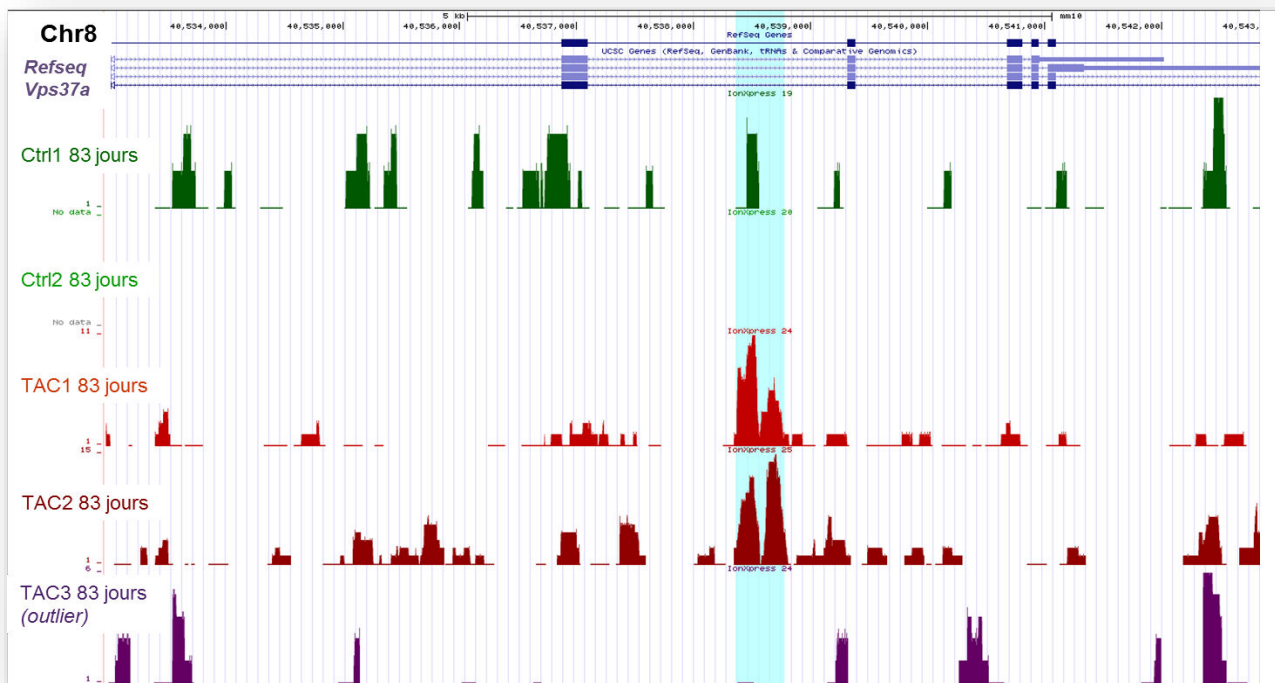 5 kb mm10
40,534,000 40,535,000 40,536,000 40,537,000 40,538,000 40,539,000 40,540,000 40,541,000 40,542,000 40,543,
Chr8
RefSeq Genes
UCSC Genes (RefSeq, GenBank, tRNAs & Comparative Genomics)
Refseq
Vps37a
IonXpress 19
Ctrl1 83 jours
1
No data
IonXpress 20
Ctrl2 83 jours
No data
11
IonXpress 24
TAC1 83 jours
1
15
IonXpress 25
TAC2 83 jours
1
6
IonXpress 24
TAC3 83 jours
(outlier)
1